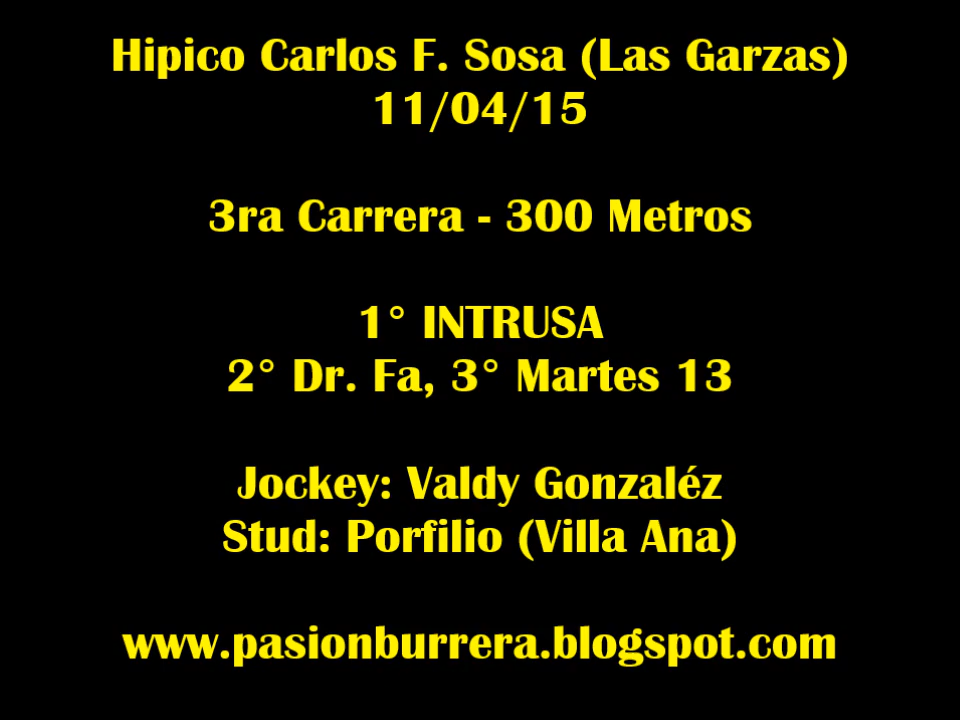 Hipico Carlos F. Sosa (Las Garzas)
11/04/15
3ra Carrera - 300 Metros
1° INTRUSA
2° Dr. Fa, 3° Martes 13
Jockey: Valdy Gonzaléz
Stud: Porfilio (Villa Ana)
www.pasionburrera.blogspot.com